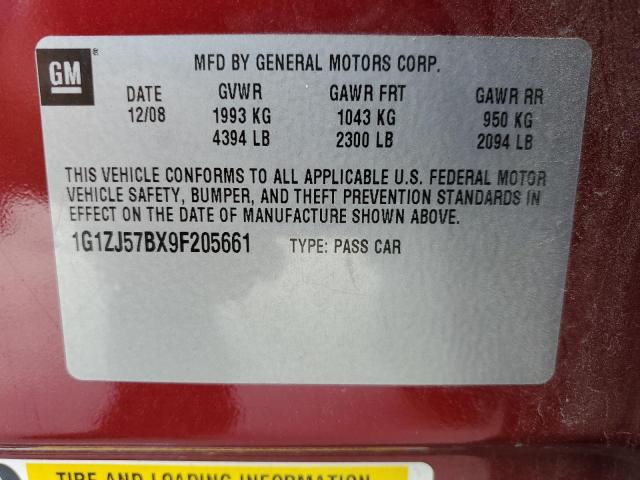 GM
®
MFD BY GENERAL MOTORS CORP.
DATE GVWR GAWR FRT GAWR RR
12/08 1993 KG 1043 KG 950 KG
4394 LB 2300 LB 2094 LB
THIS VEHICLE CONFORMS TO ALL APPLICABLE U.S. FEDERAL MOTOR
VEHICLE SAFETY, BUMPER, AND THEFT PREVENTION STANDARDS IN
EFFECT ON THE DATE OF MANUFACTURE SHOWN ABOVE.
1G1ZJ57BX9F205661 TYPE: PASS CAR
TIRE AND LOADING INFORMATION